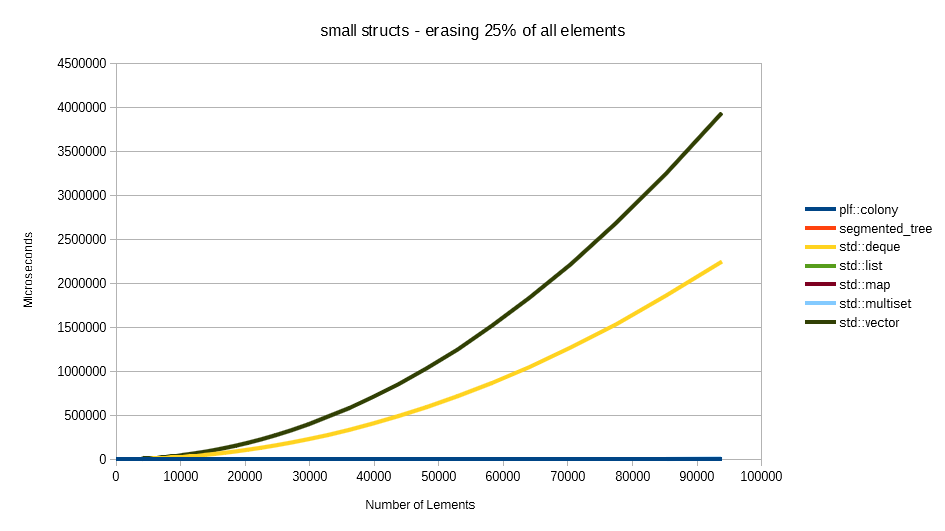 small structs - erasing 25% of all elements
4500000
4000000
3500000
3000000
2500000
2000000
1500000
1000000
500000
0
Microseconds
0 10000 20000 30000 40000 50000 60000 70000 80000 90000 100000
Number of Lements
plf::colony
segmented_tree
std::deque
std::list
std::map
std::multiset
std::vector